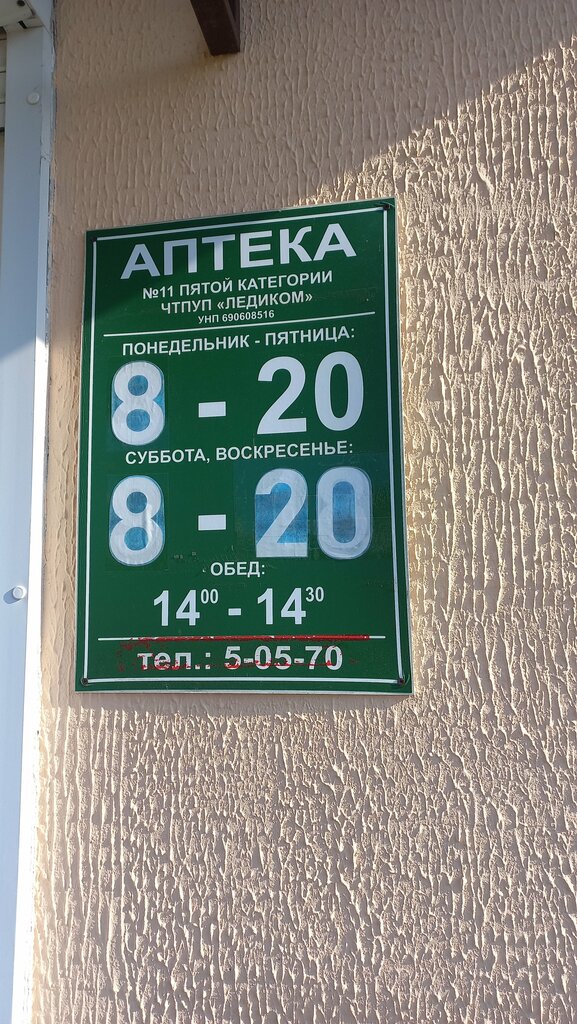 АПТЕКА
№11 ПЯТОЙ КАТЕГОРИИ
ЧТПУП «ЛЕДИКОМ»
УНП 690608516
ПОНЕДЕЛЬНИК - ПЯТНИЦА:
8 - 20
СУББОТА, ВОСКРЕСЕНЬЕ:
8 - 20
ОБЕД:
14⁰⁰ - 14³⁰
тел.: 5-05-70